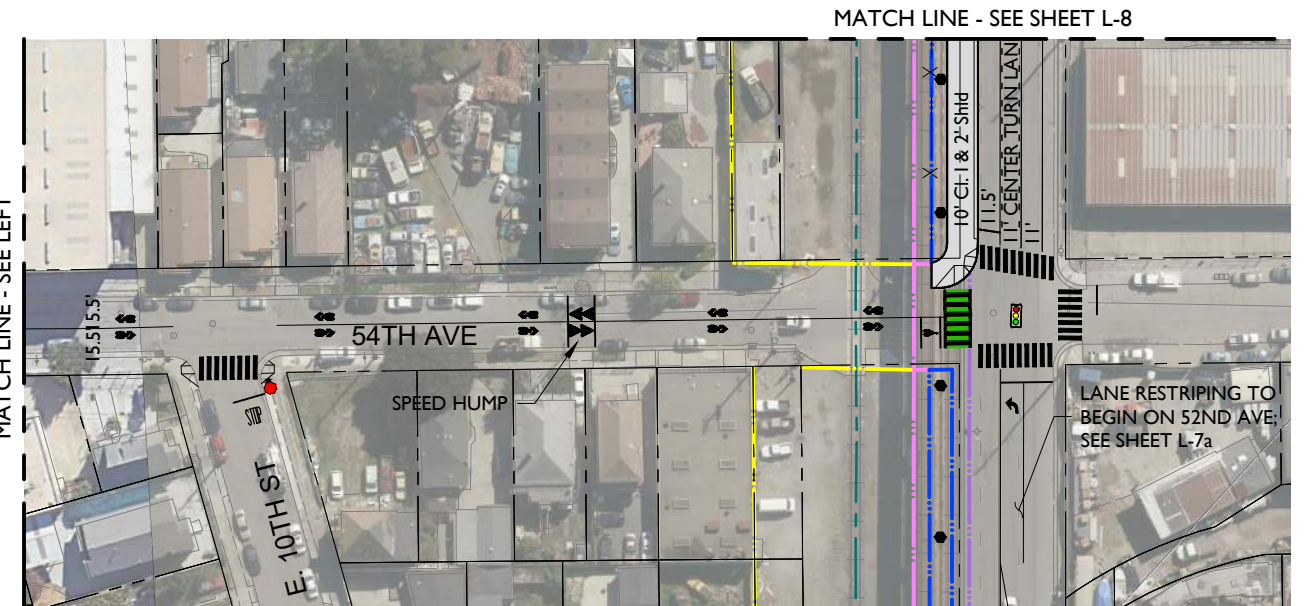 MATCH LINE - SEE SHEET L-8
MATCH LINE - SEE LEFT
10' Cl. I & 2' Shld
11.5'
11' CENTER TURN LAN
11'
15.5'
15.5'
54TH AVE
SPEED HUMP
STOP
E. 10TH ST
LANE RESTRIPING TO
BEGIN ON 52ND AVE;
SEE SHEET L-7a